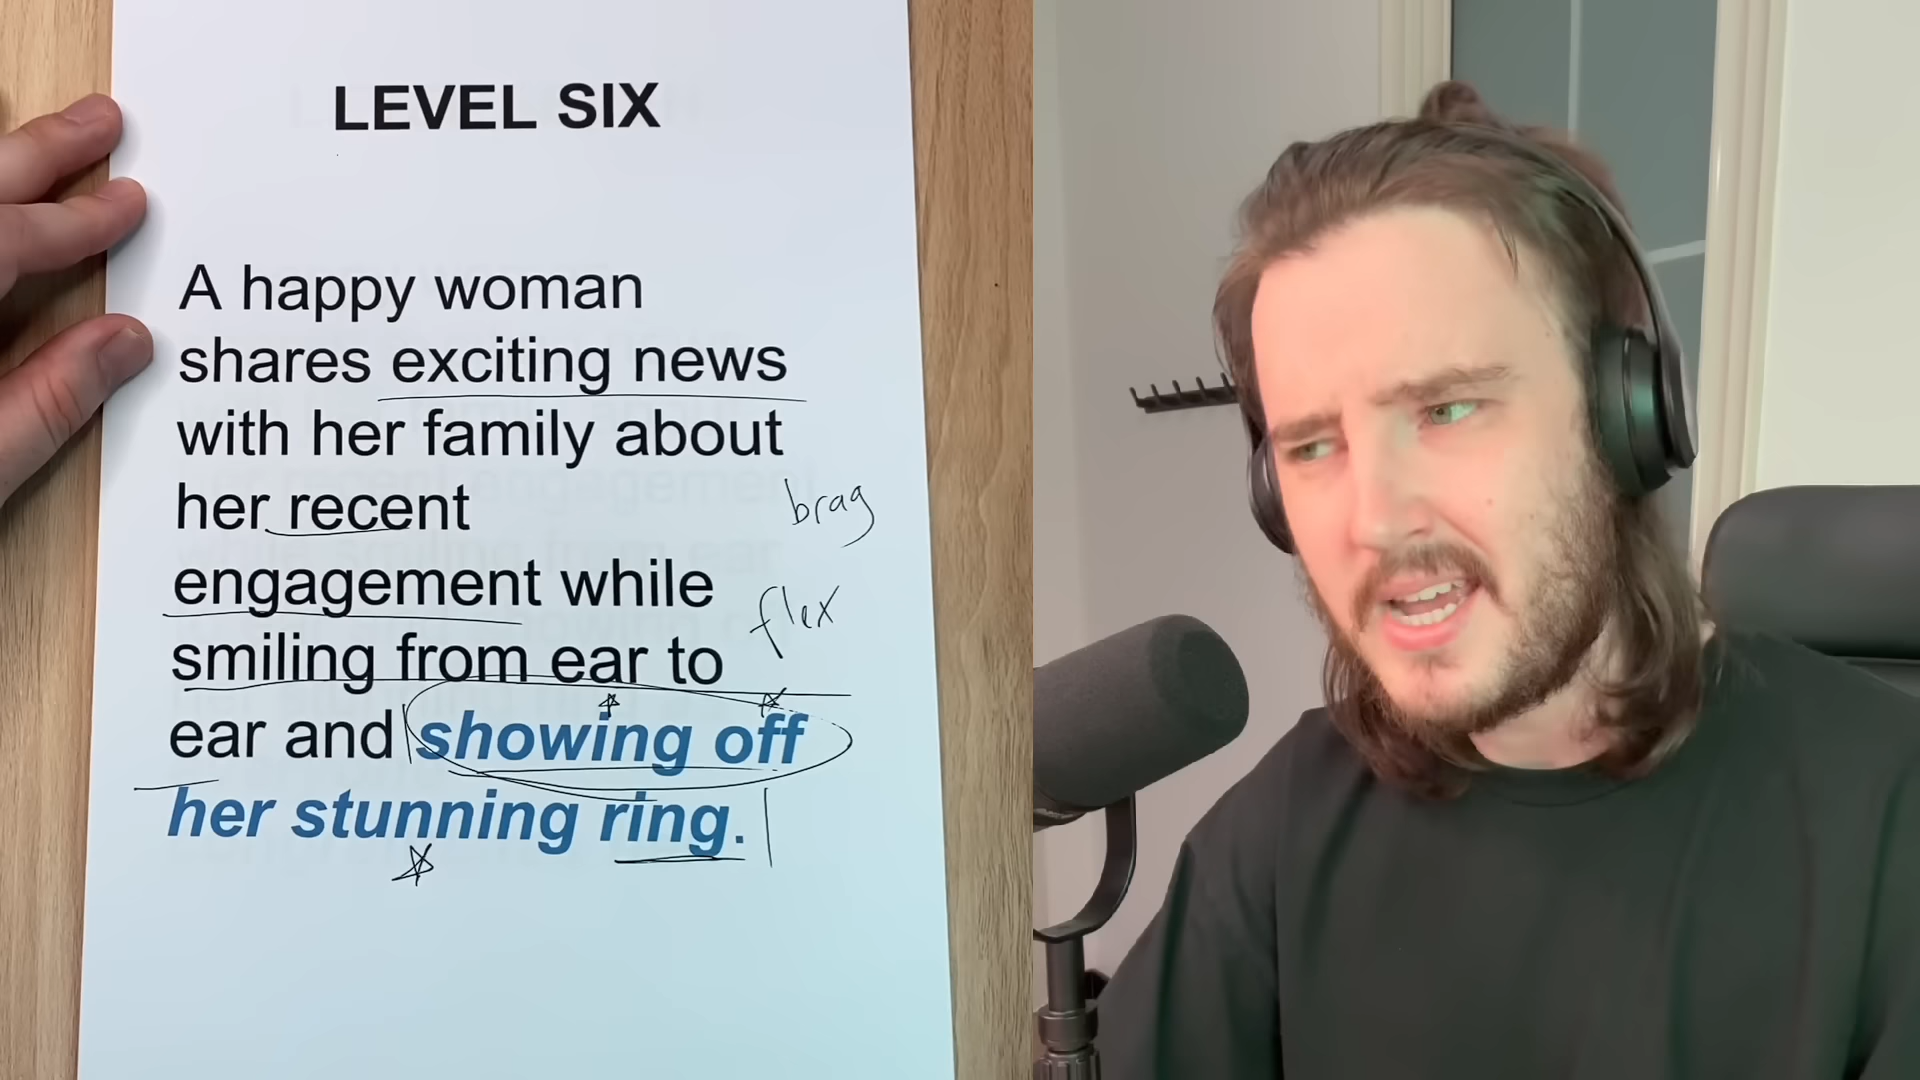 LEVEL SIX
A happy woman
shares exciting news
with her family about
her recent
brag
engagement while
flex
smiling from ear to
ear and showing off
her stunning ring.